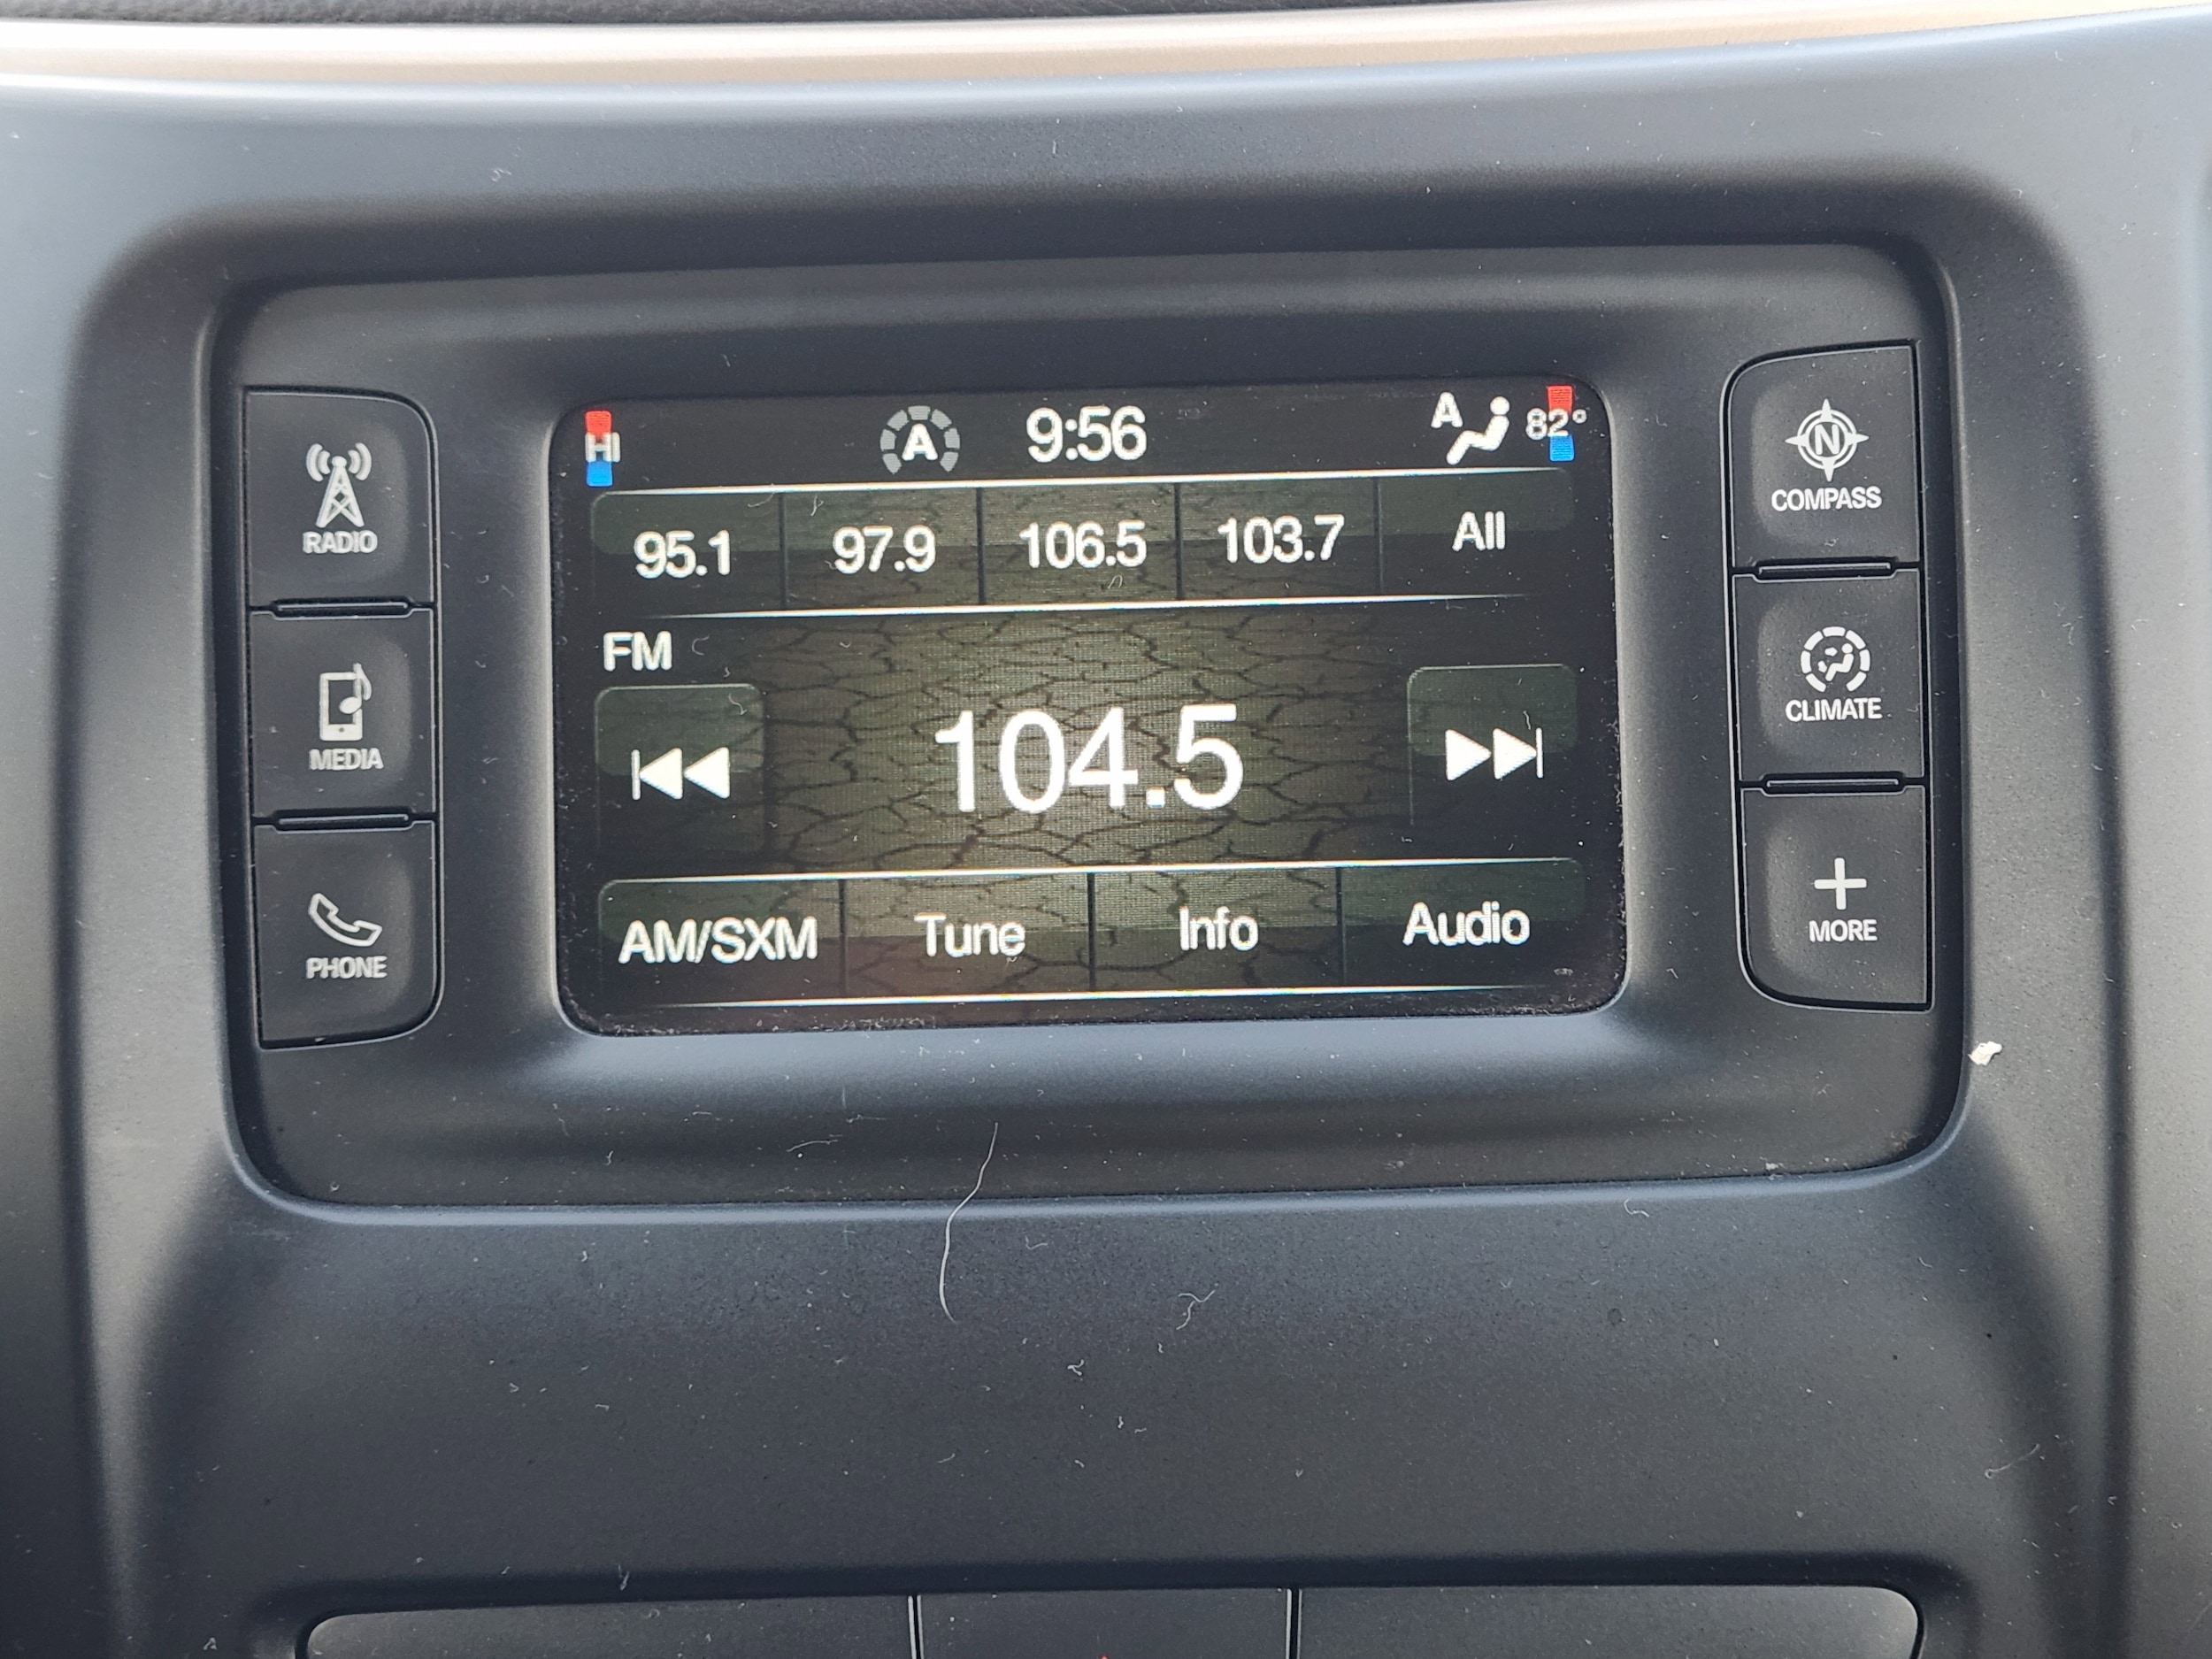 HI A 9:56 A 82°
95.1 97.9 106.5 103.7 All
FM
104.5
AM/SXM Tune Info Audio
RADIO
MEDIA
PHONE
N
COMPASS
CLIMATE
MORE